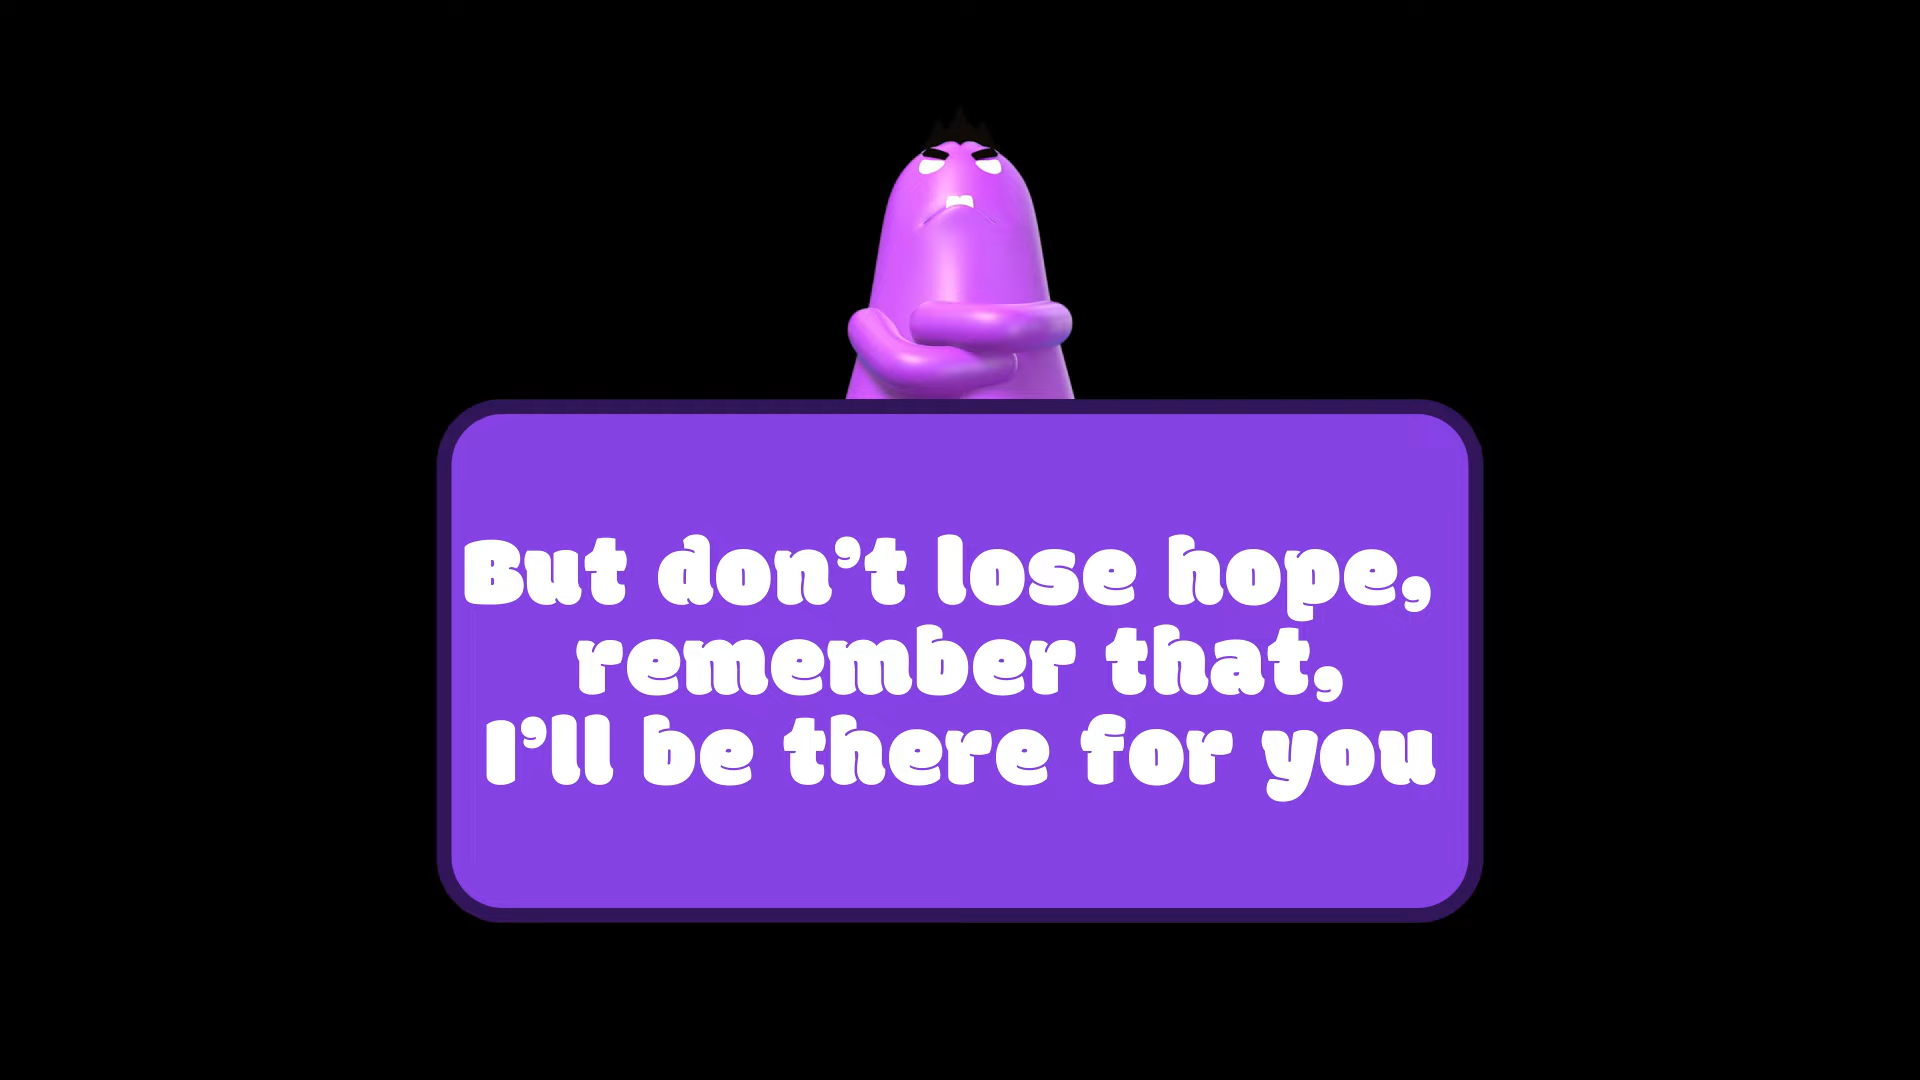 But don’t lose hope,
remember that,
I’ll be there for you